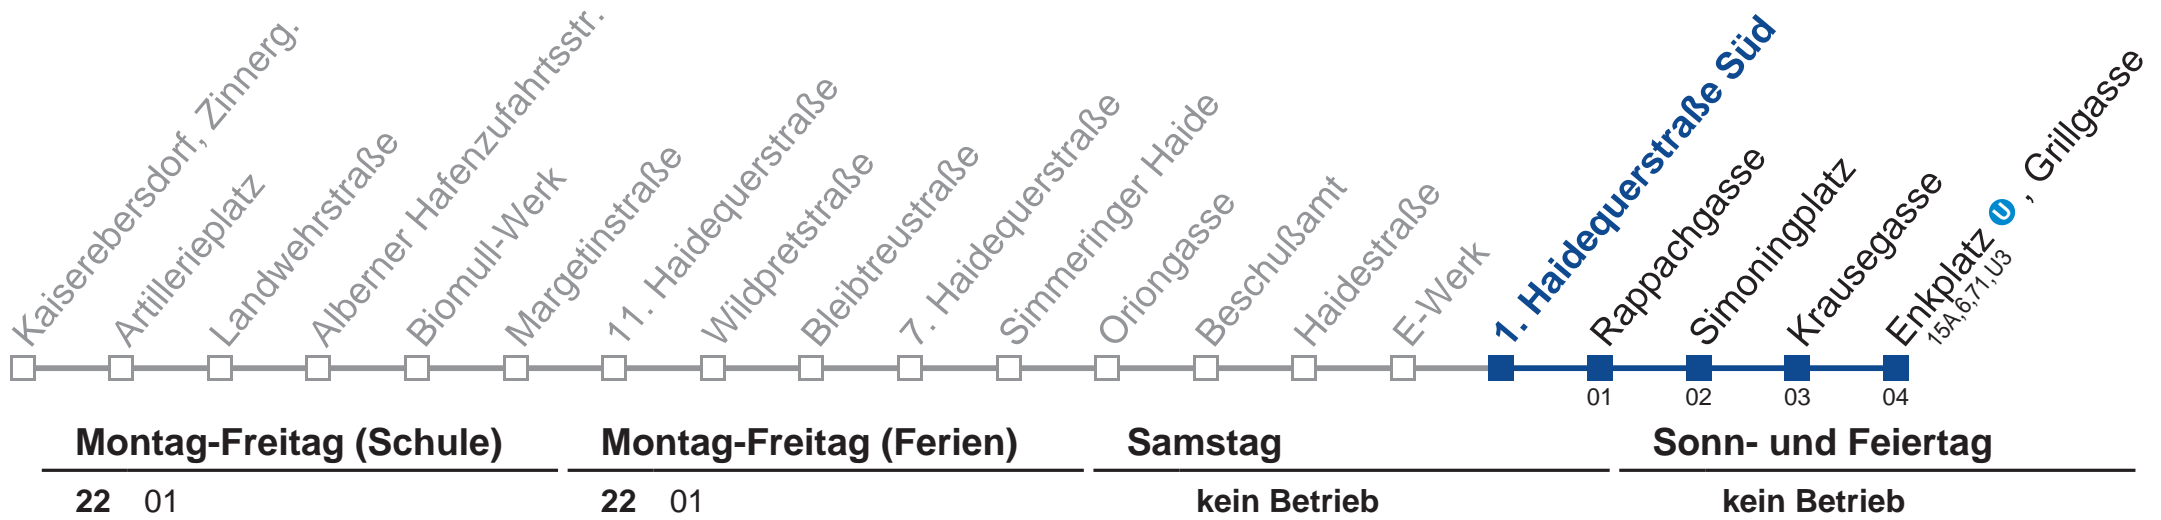 Kaiserebersdorf, Zinnerg.
Artillerieplatz
Landwehrstraße
Alberner Hafenzufahrtsstr.
Biomull-Werk
Margetinstraße
11. Haidequerstraße
Wildpretstraße
Bleibtreustraße
7. Haidequerstraße
Simmeringer Haide
Oriongasse
Beschußamt
Haidestraße
E-Werk
1. Haidequerstraße Süd
Rappachgasse
Simoningplatz
Krausegasse
Enkplatz U , Grillgasse
15A,6,71,U3
01 02 03 04
Montag-Freitag (Schule) Montag-Freitag (Ferien) Samstag Sonn- und Feiertag
22 01 22 01 kein Betrieb kein Betrieb